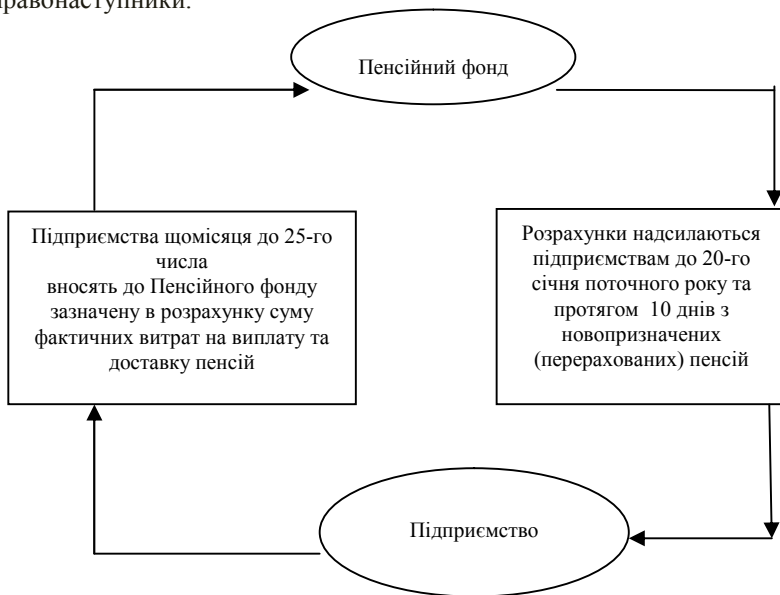 правонаступники.
Пенсійний фонд
Підприємства щомісяця до 25-го
числа
вносять до Пенсійного фонду
зазначену в розрахунку суму
фактичних витрат на виплату та
доставку пенсій
Розрахунки надсилаються
підприємствам до 20-го
січня поточного року та
протягом 10 днів з
новопризначених
(перерахованих) пенсій
Підприємство